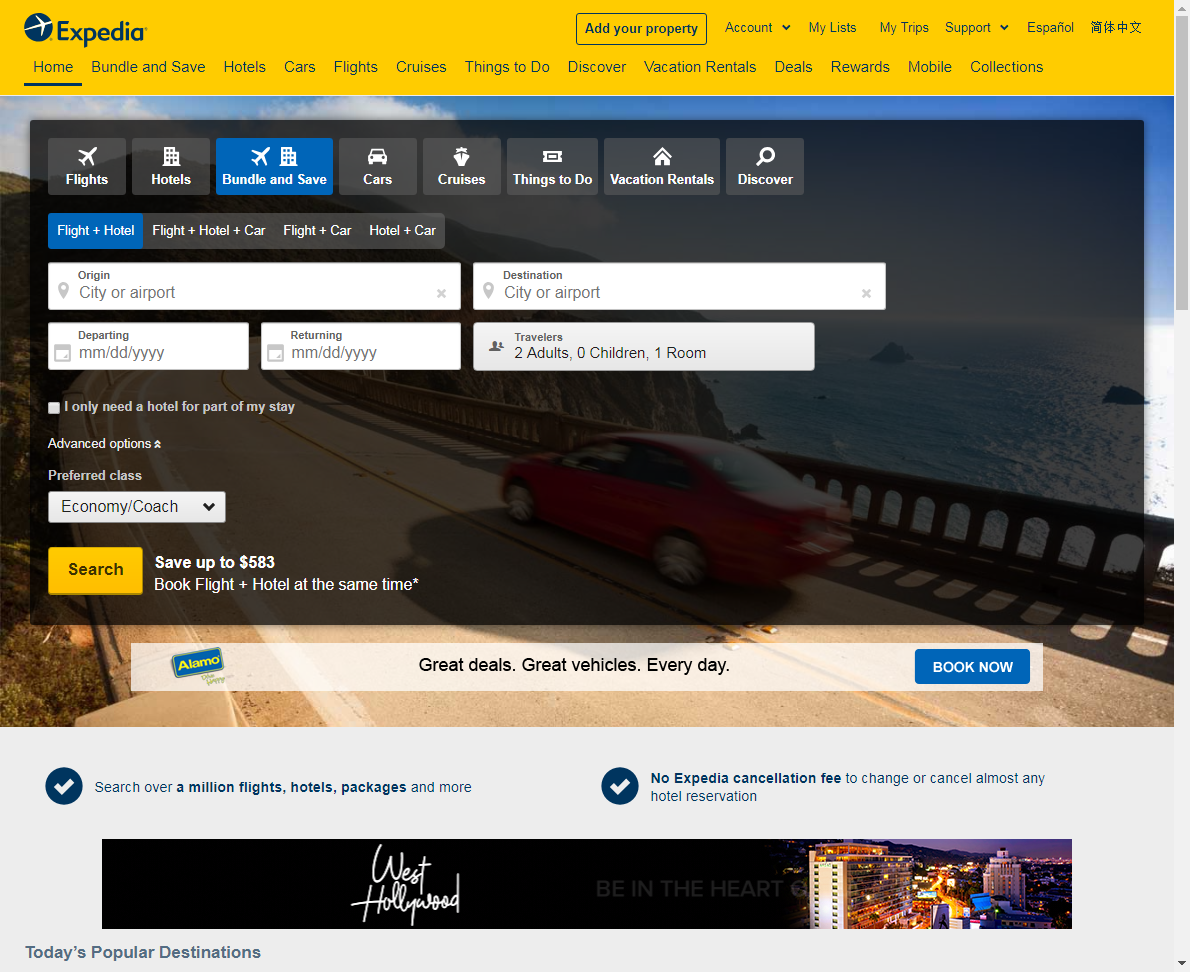 Expedia
Add your property
Account
My Lists
My Trips
Support
Español
简体中文
Home
Bundle and Save
Hotels
Cars
Flights
Cruises
Things to Do
Discover
Vacation Rentals
Deals
Rewards
Mobile
Collections
Flights
Hotels
Bundle and Save
Cars
Cruises
Things to Do
Vacation Rentals
Discover
Flight + Hotel
Flight + Hotel + Car
Flight + Car
Hotel + Car
Origin
City or airport
Destination
City or airport
Departing
mm/dd/yyyy
Returning
mm/dd/yyyy
Travelers
2 Adults, 0 Children, 1 Room
I only need a hotel for part of my stay
Advanced options
Preferred class
Economy/Coach
Search
Save up to $583
Book Flight + Hotel at the same time*
Alamo
Great deals. Great vehicles. Every day.
BOOK NOW
Search over a million flights, hotels, packages and more
No Expedia cancellation fee to change or cancel almost any
hotel reservation
West
Hollywood
BE IN THE HEART
Today's Popular Destinations